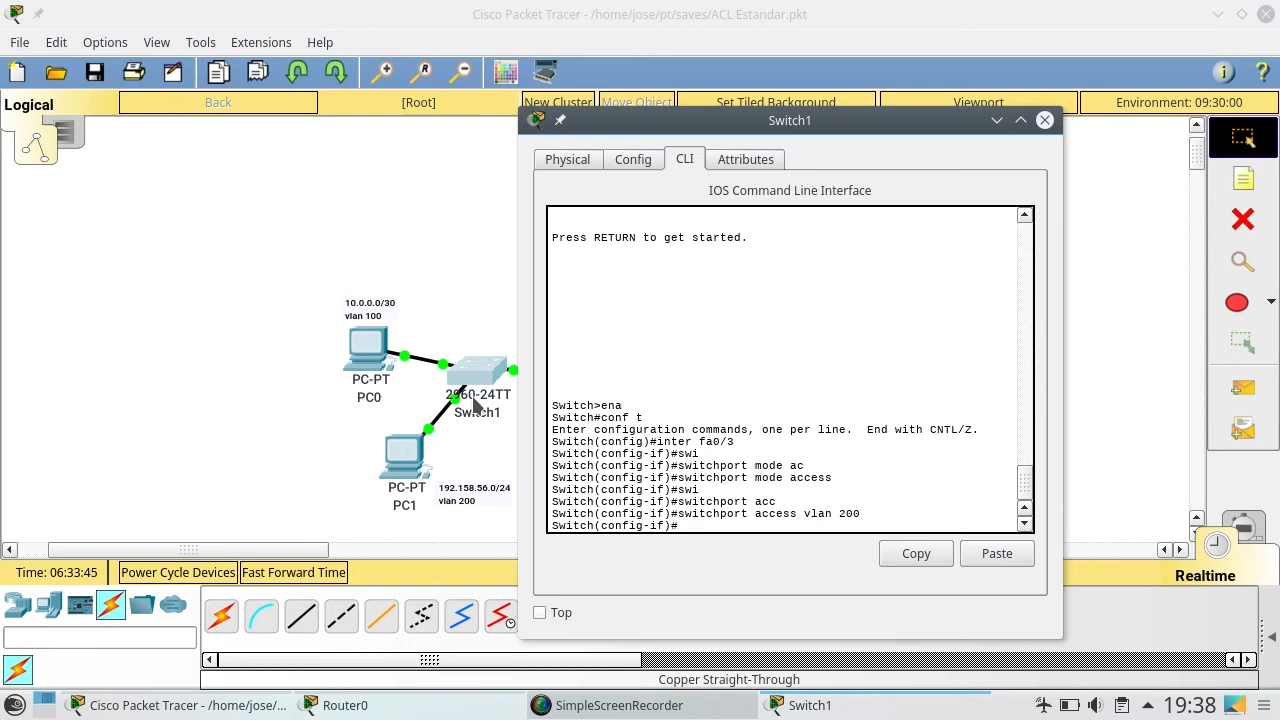 Cisco Packet Tracer - /home/jose/pt/saves/ACL Estandar.pkt
File Edit Options View Tools Extensions Help
Logical
Back
[Root]
New Cluster
Move Object
Set Tiled Background
Viewport
Environment: 09:30:00
Switch1
Physical
Config
CLI
Attributes
IOS Command Line Interface
Press RETURN to get started.
Switch>ena
Switch#conf t
Enter configuration commands, one per line.  End with CNTL/Z.
Switch(config)#inter fa0/3
Switch(config-if)#swi
Switch(config-if)#switchport mode ac
Switch(config-if)#switchport mode access
Switch(config-if)#swi
Switch(config-if)#switchport acc
Switch(config-if)#switchport access vlan 200
Switch(config-if)#
Copy
Paste
Top
10.0.0.0/30
vlan 100
PC-PT
PC0
2960-24TT
Switch1
PC-PT
PC1
192.158.56.0/24
vlan 200
Time: 06:33:45
Power Cycle Devices
Fast Forward Time
Realtime
Copper Straight-Through
Cisco Packet Tracer - /home/jose/...
Router0
SimpleScreenRecorder
Switch1
19:38